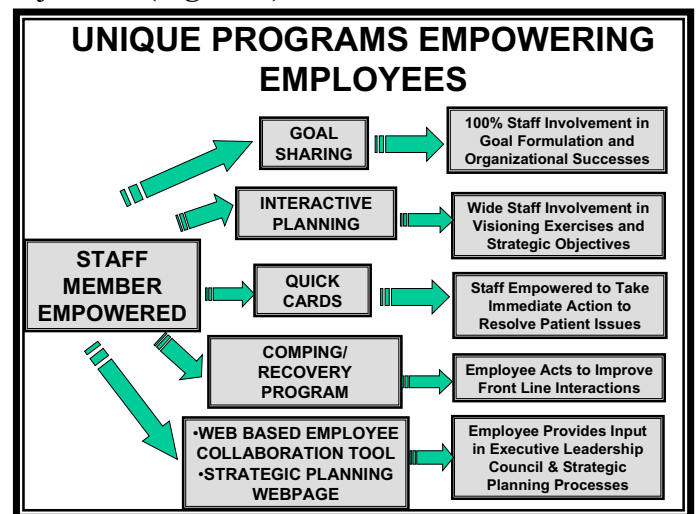 UNIQUE PROGRAMS EMPOWERING
EMPLOYEES
GOAL
SHARING
100% Staff Involvement in
Goal Formulation and
Organizational Successes
INTERACTIVE
PLANNING
Wide Staff Involvement in
Visioning Exercises and
Strategic Objectives
STAFF
MEMBER
EMPOWERED
QUICK
CARDS
Staff Empowered to Take
Immediate Action to
Resolve Patient Issues
COMPING/
RECOVERY
PROGRAM
Employee Acts to Improve
Front Line Interactions
•WEB BASED EMPLOYEE
COLLABORATION TOOL
•STRATEGIC PLANNING
WEBPAGE
Employee Provides Input
in Executive Leadership
Council & Strategic
Planning Processes